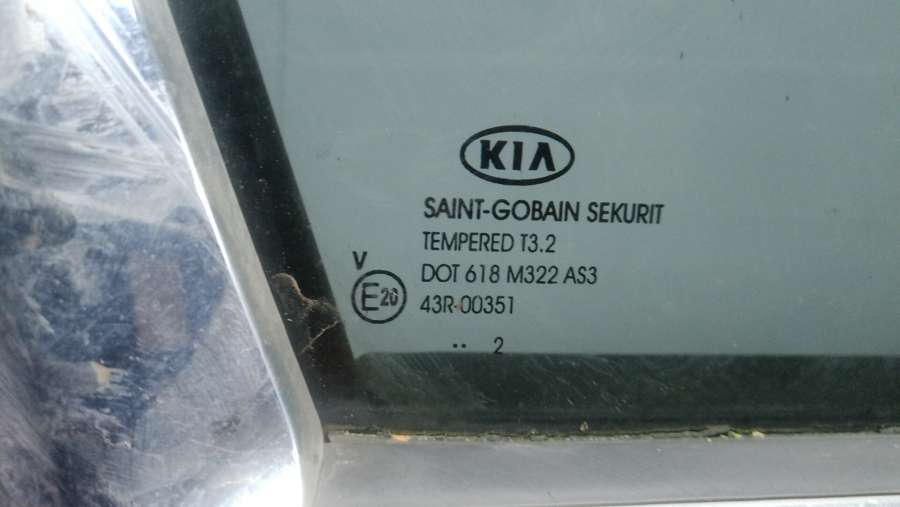 KIA
SAINT-GOBAIN SEKURIT
TEMPERED T3.2
V
DOT 618 M322 AS3
E20
43R-00351
.. 2